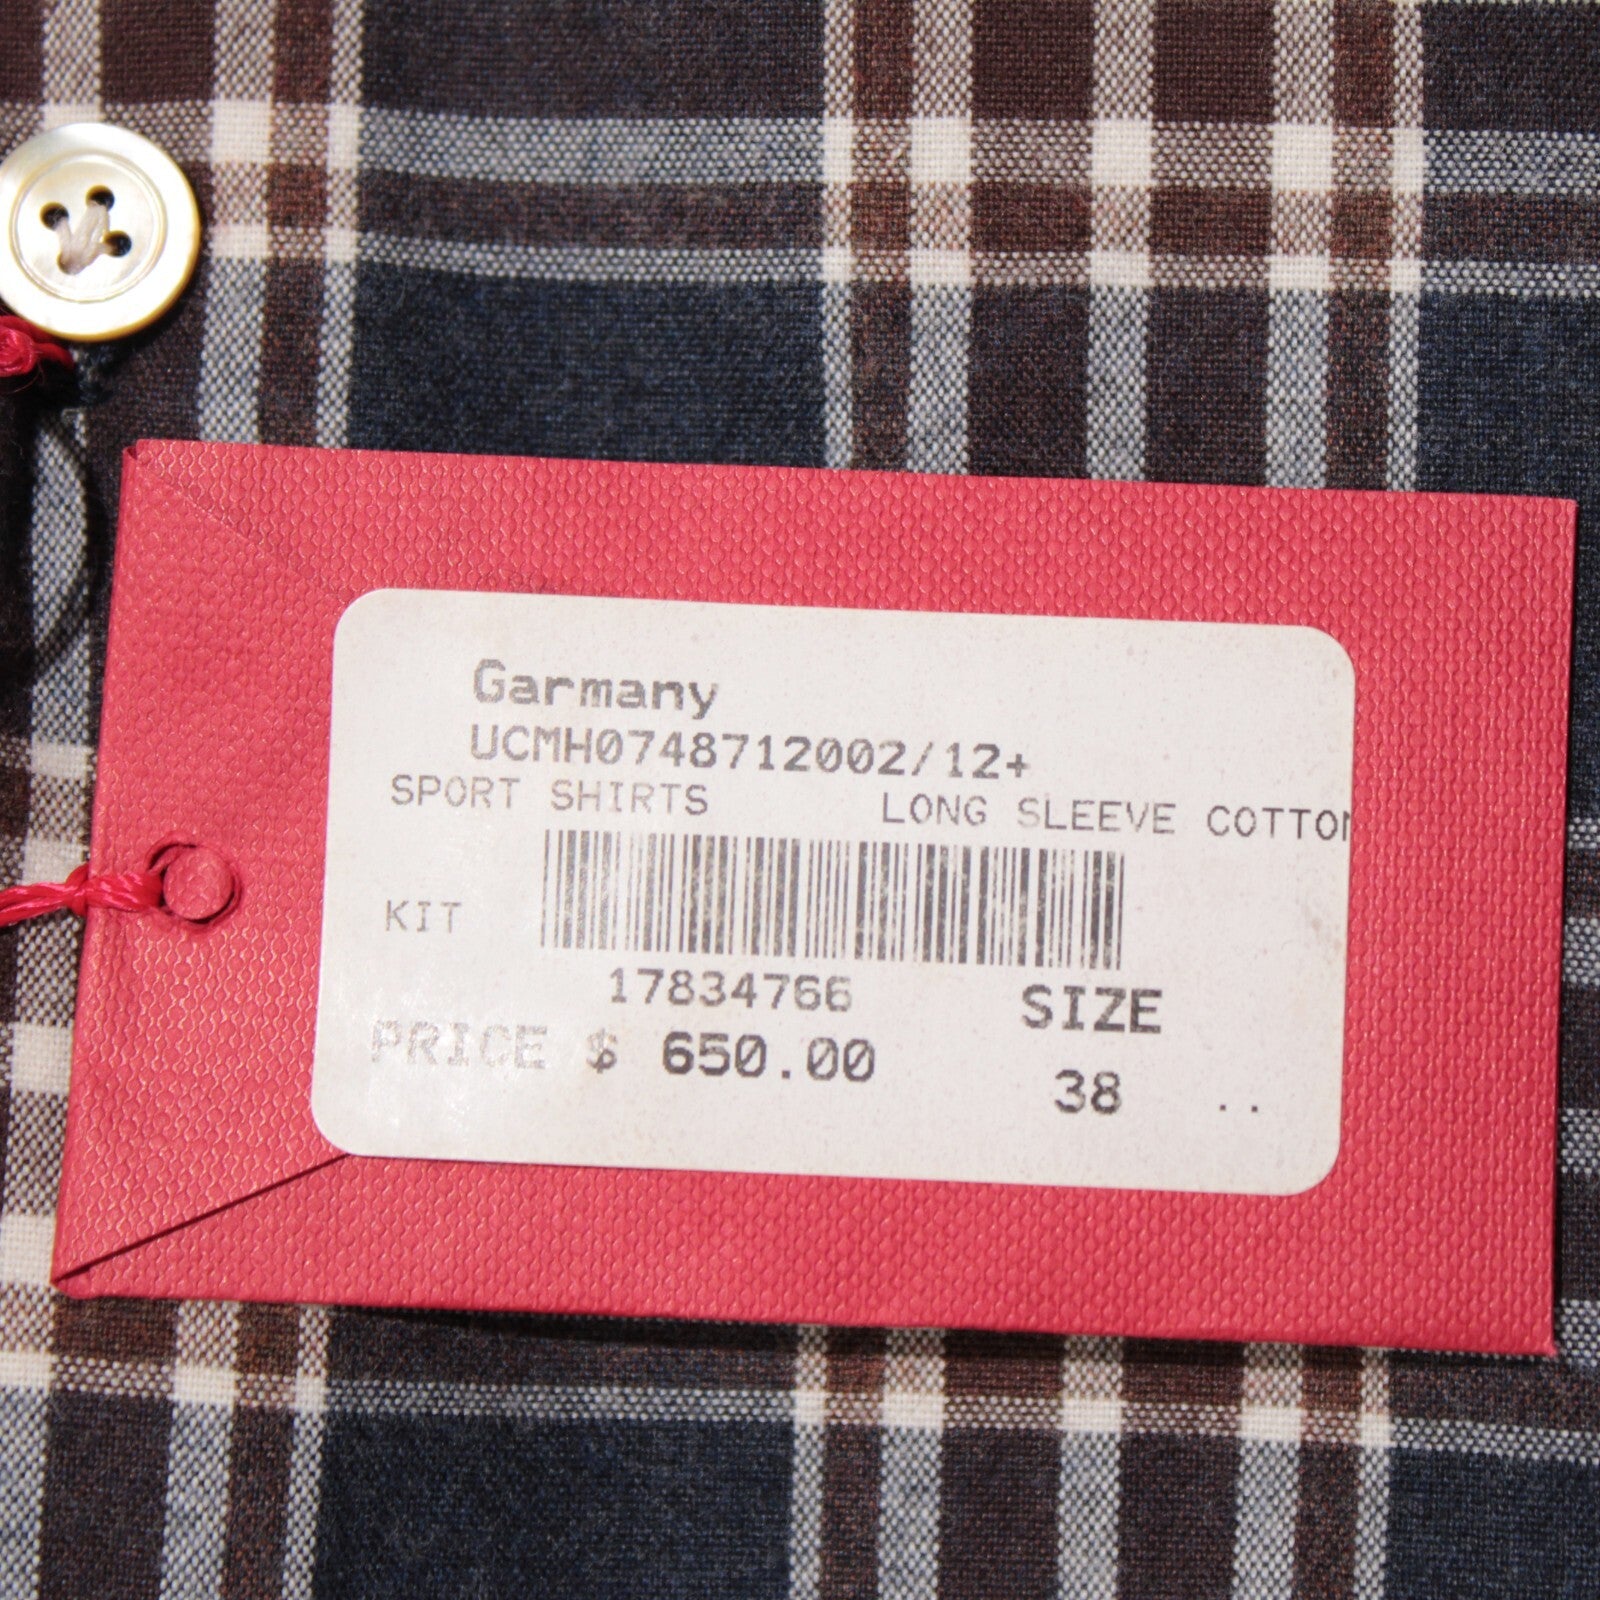 Garmany
UCMH0748712002/12+
SPORT SHIRTS LONG SLEEVE COTTON
KIT
17834766
SIZE
PRICE $ 650.00
38 ..